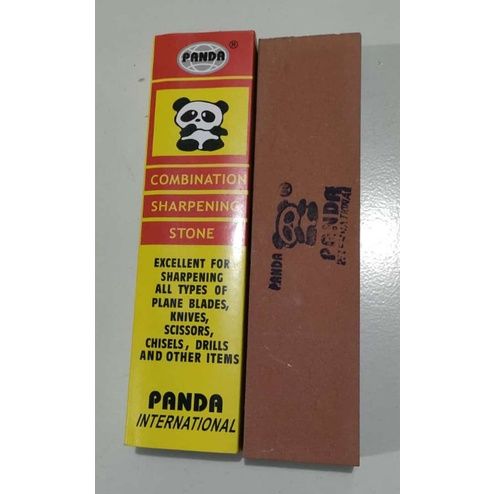 PANDA ®
COMBINATION
SHARPENING
STONE
EXCELLENT FOR
SHARPENING
ALL TYPES OF
PLANE BLADES,
KNIVES,
SCISSORS,
CHISELS, DRILLS
AND OTHER ITEMS
PANDA
INTERNATIONAL
PANDA ®
PANDA